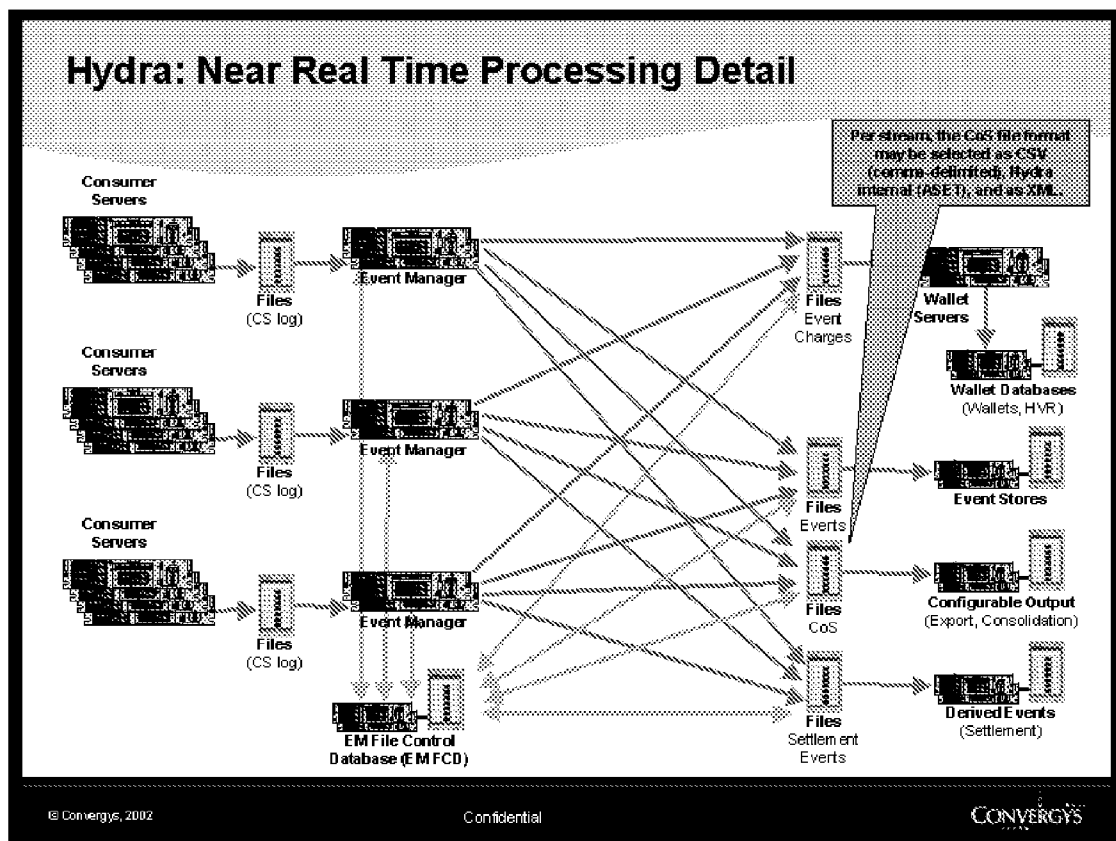 Hydra: Near Real Time Processing Detail
Per stream, the CoS file format
may be selected as CSV
(comma-delimited), Hydra
internal (ASET), and as XML.
Consumer
Servers
Files
(CS log)
Event Manager
Files
Event
Charges
Wallet
Servers
Wallet Databases
(Wallets, HVR)
Consumer
Servers
Files
(CS log)
Event Manager
Files
Events
Event Stores
Consumer
Servers
Files
(CS log)
Event Manager
Files
CoS
Configurable Output
(Export, Consolidation)
EM File Control
Database (EM FCD)
Files
Settlement
Events
Derived Events
(Settlement)
© Convergys, 2002
Confidential
CONVERGYS